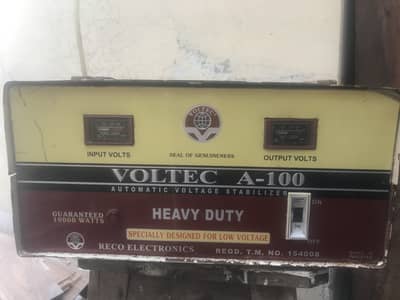 VOLTEC
INPUT VOLTS
SEAL OF GENUINENESS
OUTPUT VOLTS
VOLTEC A-100
AUTOMATIC VOLTAGE STABILIZER
ON
GUARANTEED
10000 WATTS
HEAVY DUTY
SPECIALLY DESIGNED FOR LOW VOLTAGE
OFF
RECO ELECTRONICS
REGD. T.M. NO. 154008